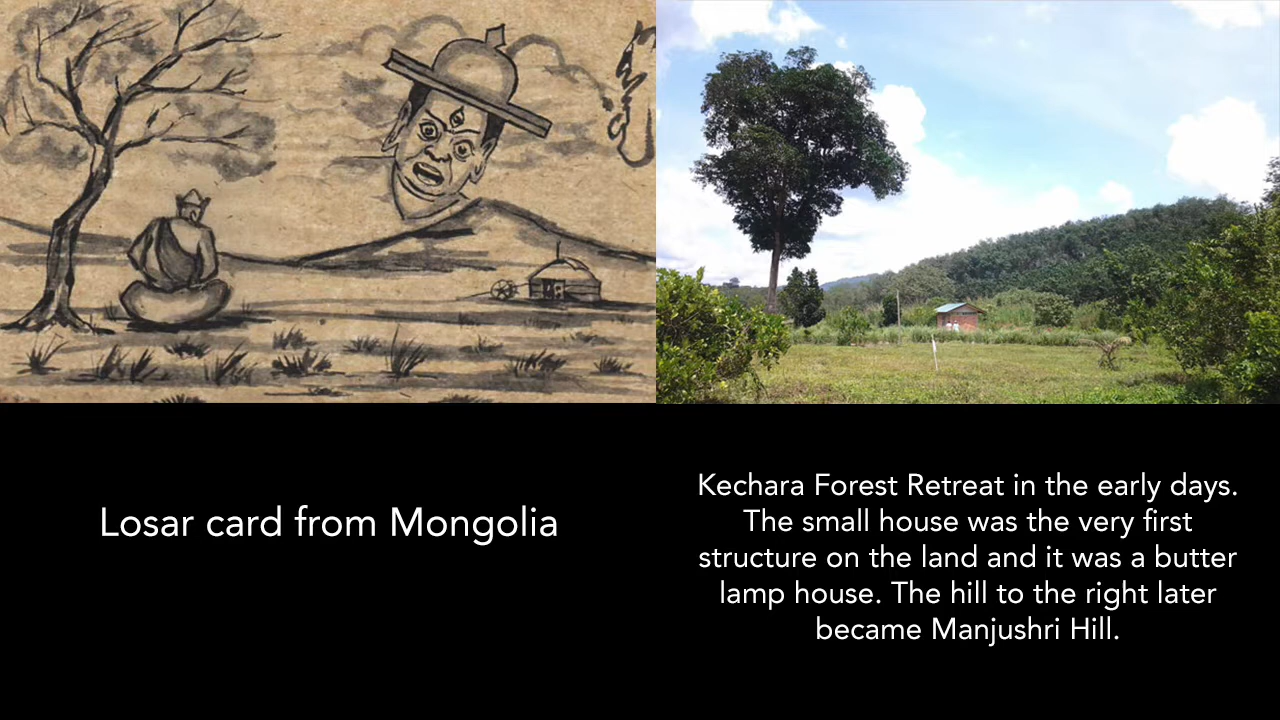 Losar card from Mongolia
Kechara Forest Retreat in the early days.
The small house was the very first
structure on the land and it was a butter
lamp house. The hill to the right later
became Manjushri Hill.